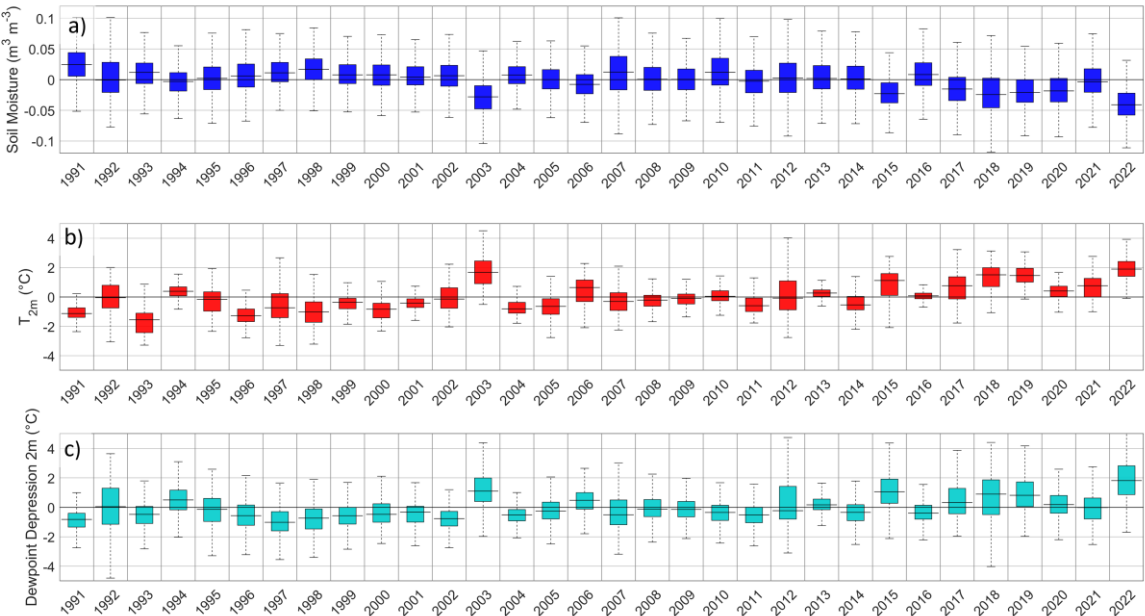 a)
Soil Moisture (m³ m⁻³)
0.1
0.05
0
-0.05
-0.1
1991 1992 1993 1994 1995 1996 1997 1998 1999 2000 2001 2002 2003 2004 2005 2006 2007 2008 2009 2010 2011 2012 2013 2014 2015 2016 2017 2018 2019 2020 2021 2022
b)
T2m (°C)
4
2
0
-2
-4
1991 1992 1993 1994 1995 1996 1997 1998 1999 2000 2001 2002 2003 2004 2005 2006 2007 2008 2009 2010 2011 2012 2013 2014 2015 2016 2017 2018 2019 2020 2021 2022
c)
Dewpoint Depression 2m (°C)
4
2
0
-2
-4
1991 1992 1993 1994 1995 1996 1997 1998 1999 2000 2001 2002 2003 2004 2005 2006 2007 2008 2009 2010 2011 2012 2013 2014 2015 2016 2017 2018 2019 2020 2021 2022